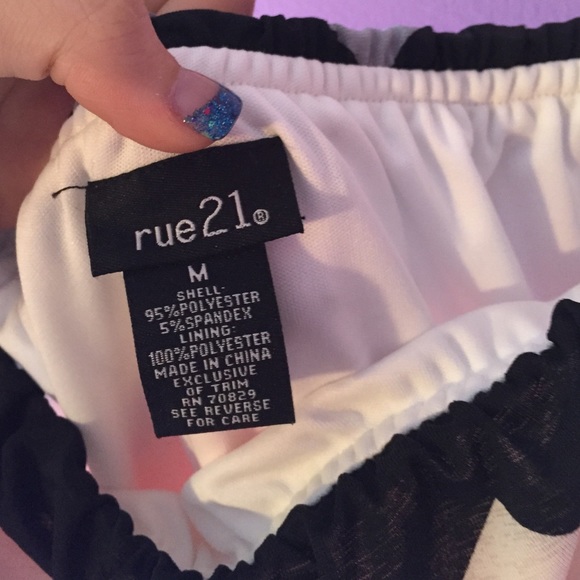 rue21®
M
SHELL:
95%POLYESTER
5%SPANDEX
LINING:
100%POLYESTER
MADE IN CHINA
EXCLUSIVE
OF TRIM
RN 70829
SEE REVERSE
FOR CARE